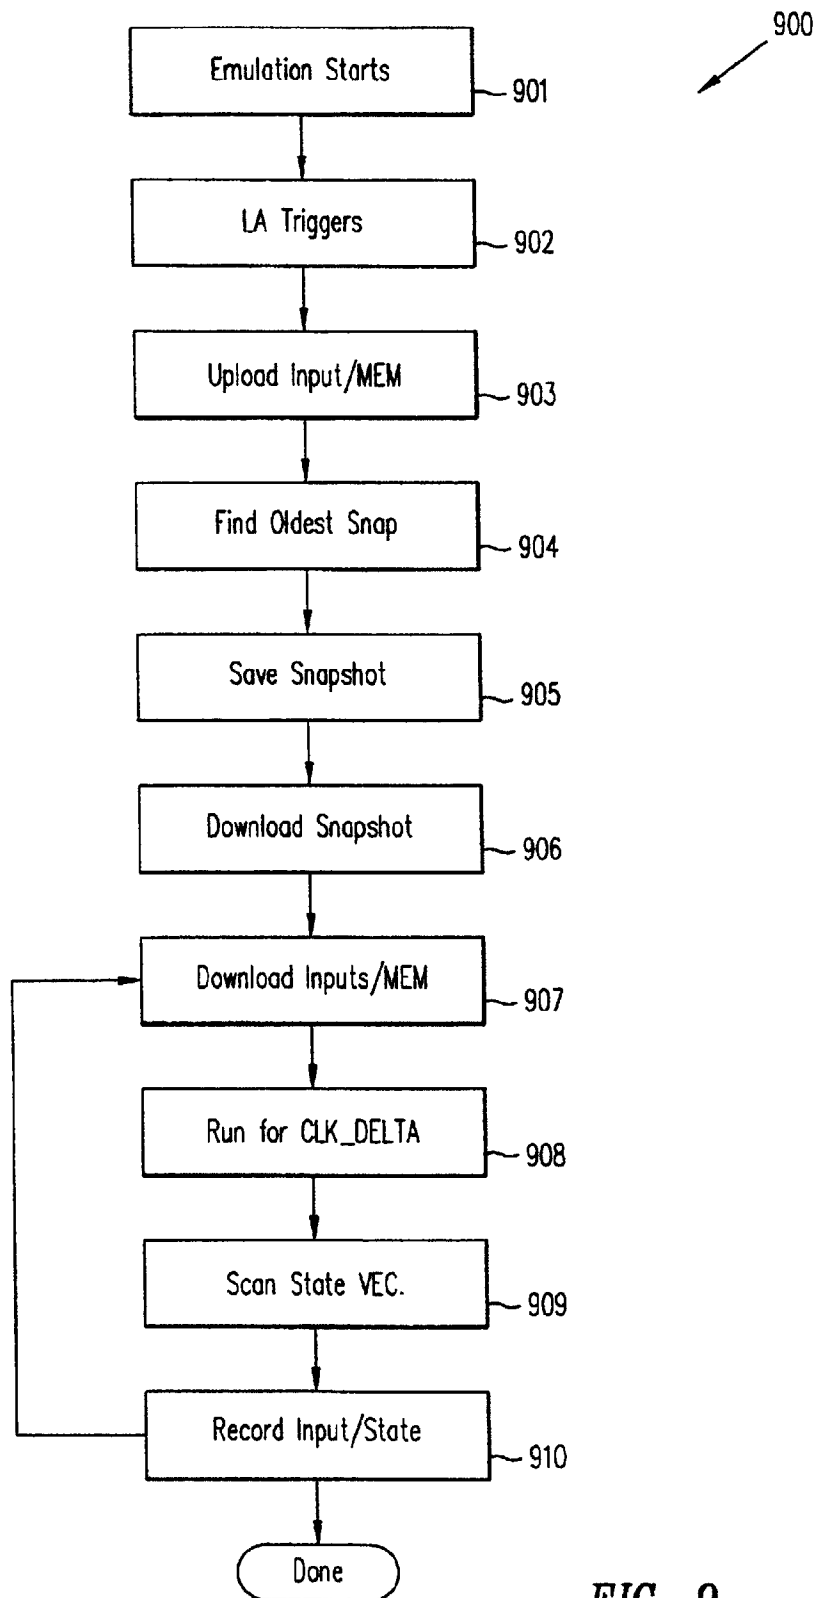 900
Emulation Starts
901
LA Triggers
902
Upload Input/MEM
903
Find Oldest Snap
904
Save Snapshot
905
Download Snapshot
906
Download Inputs/MEM
907
Run for CLK_DELTA
908
Scan State VEC.
909
Record Input/State
910
Done
FIG. 9